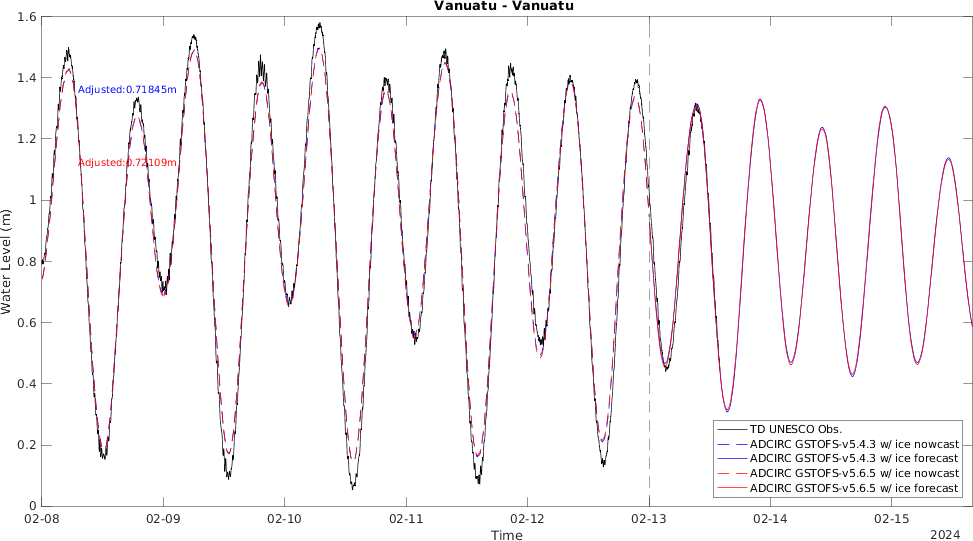 Vanuatu - Vanuatu
1.6
1.4
1.2
1
0.8
0.6
0.4
0.2
0
Water Level (m)
Adjusted:0.71845m
Adjusted:0.72109m
TD UNESCO Obs.
ADCIRC GSTOFS-v5.4.3 w/ ice nowcast
ADCIRC GSTOFS-v5.4.3 w/ ice forecast
ADCIRC GSTOFS-v5.6.5 w/ ice nowcast
ADCIRC GSTOFS-v5.6.5 w/ ice forecast
02-08 02-09 02-10 02-11 02-12 02-13 02-14 02-15
Time
2024